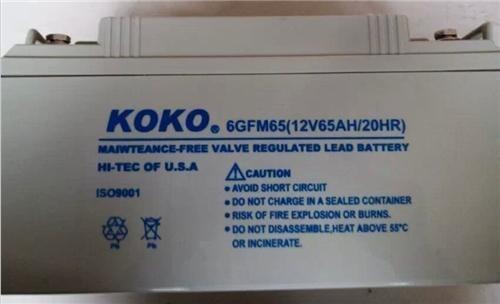 KOKO® 6GFM65(12V65AH/20HR)
MAIWTEANCE-FREE VALVE REGULATED LEAD BATTERY
HI-TEC OF U.S.A
ISO9001
⚠CAUTION
• AVOID SHORT CIRCUIT
• DO NOT CHARGE IN A SEALED CONTAINER
• RISK OF FIRE EXPLOSION OR BURNS.
• DO NOT DISASSEMBLE,HEAT ABOVE 55°C
OR INCINERATE.
Pb Pb